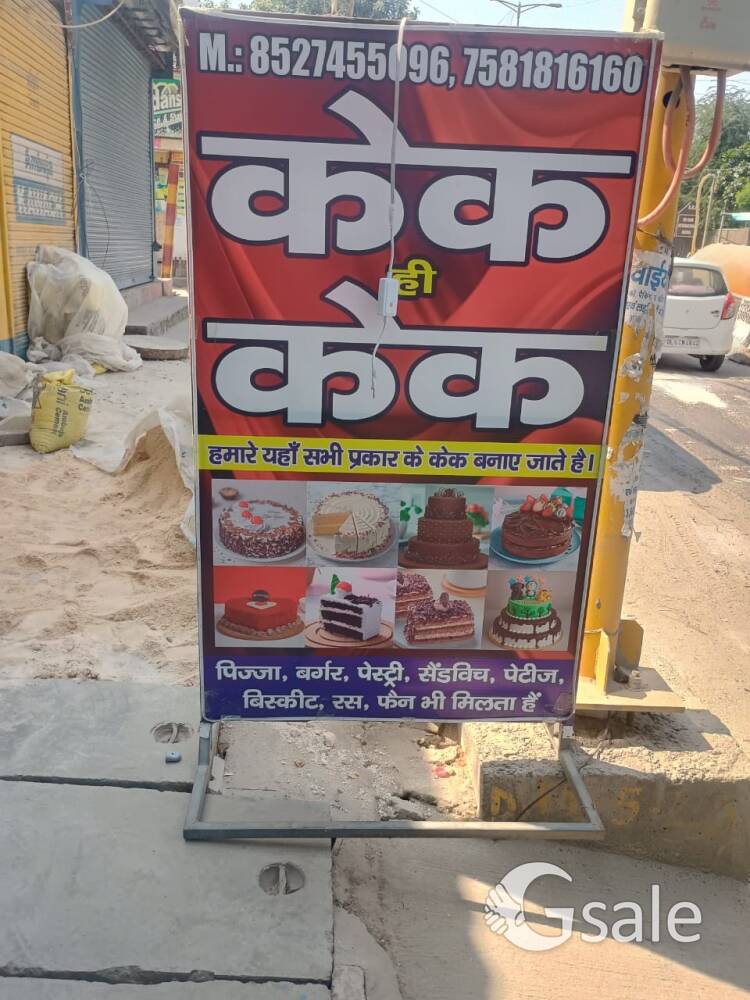 M.: 8527455096, 7581816160
केक
ही
केक
हमारे यहाँ सभी प्रकार के केक बनाए जाते है।
पिज्जा, बर्गर, पेस्ट्री, सैंडविच, पेटीज,
बिस्कीट, रस, फैन भी मिलता हैं
Gsale